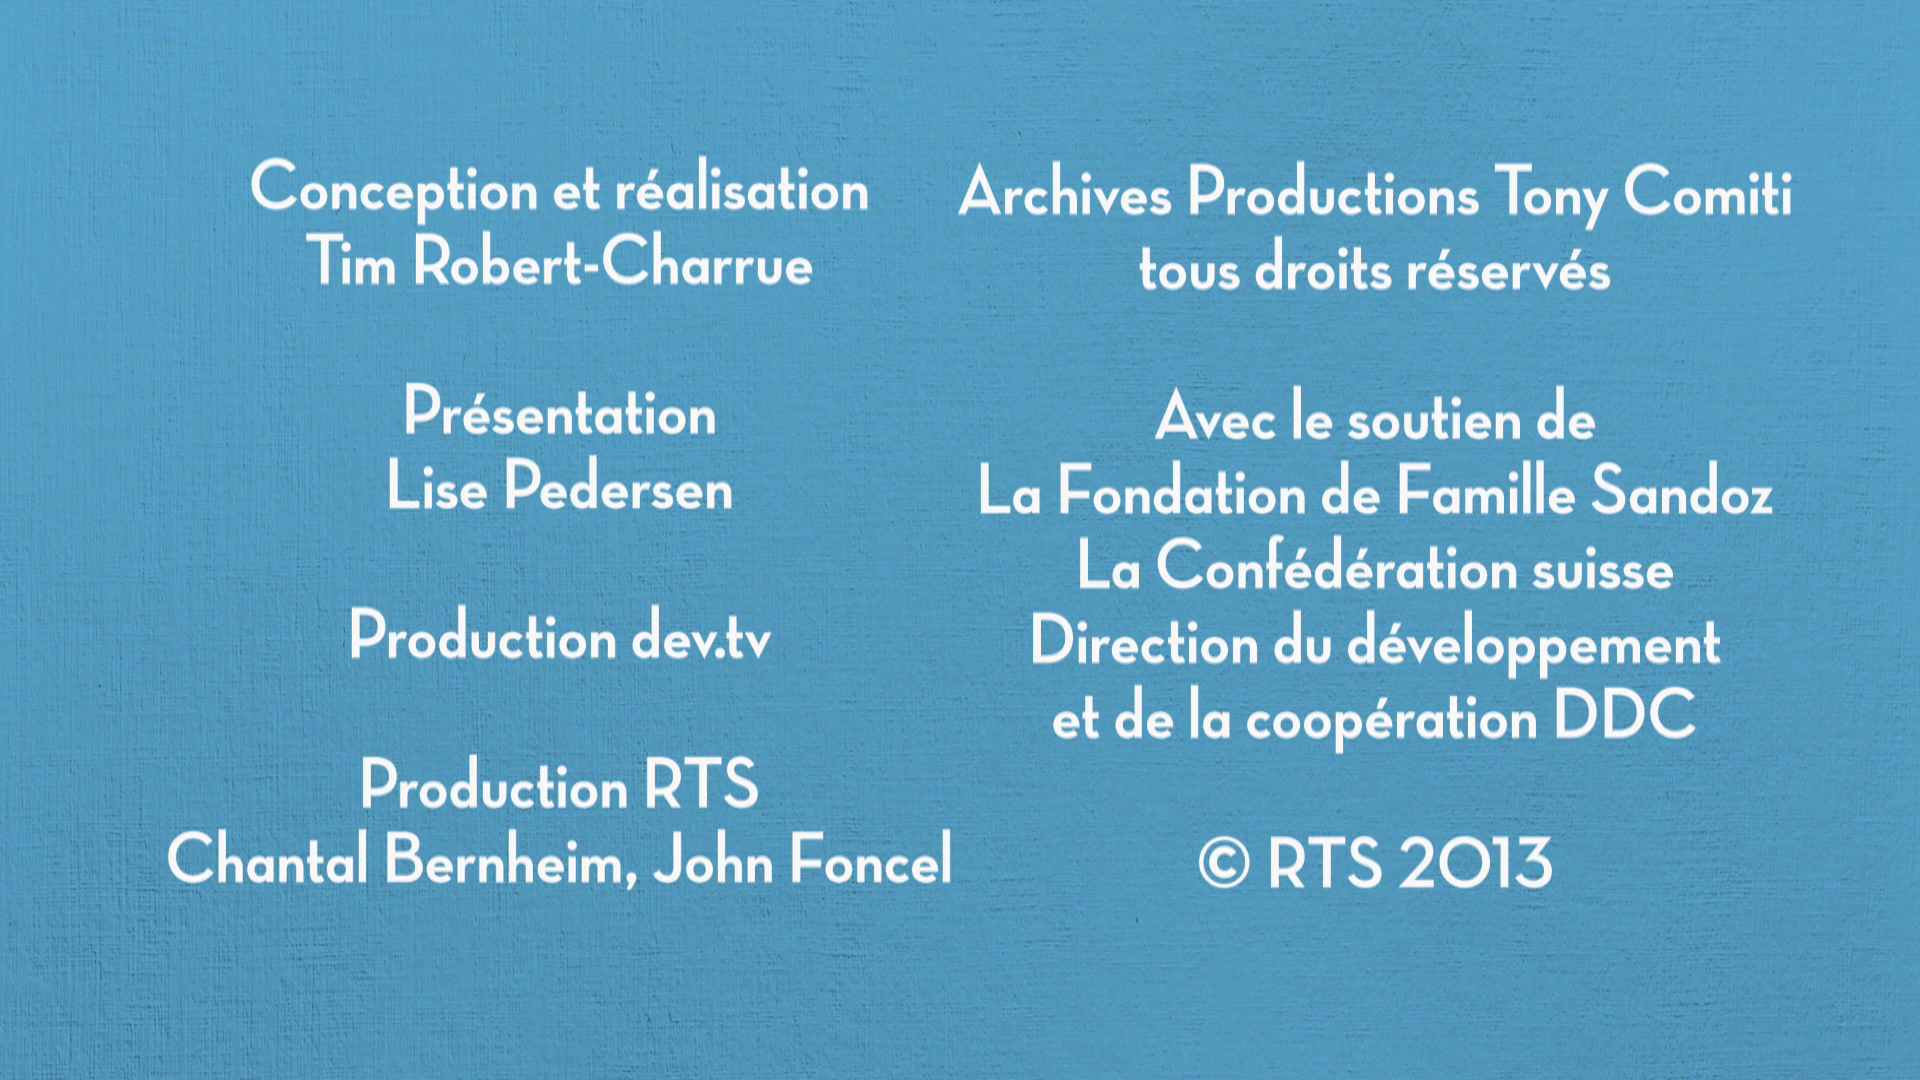 Conception et réalisation
Tim Robert-Charrue
Présentation
Lise Pedersen
Production dev.tv
Production RTS
Chantal Bernheim, John Foncel
Archives Productions Tony Comiti
tous droits réservés
Avec le soutien de
La Fondation de Famille Sandoz
La Confédération suisse
Direction du développement
et de la coopération DDC
© RTS 2013